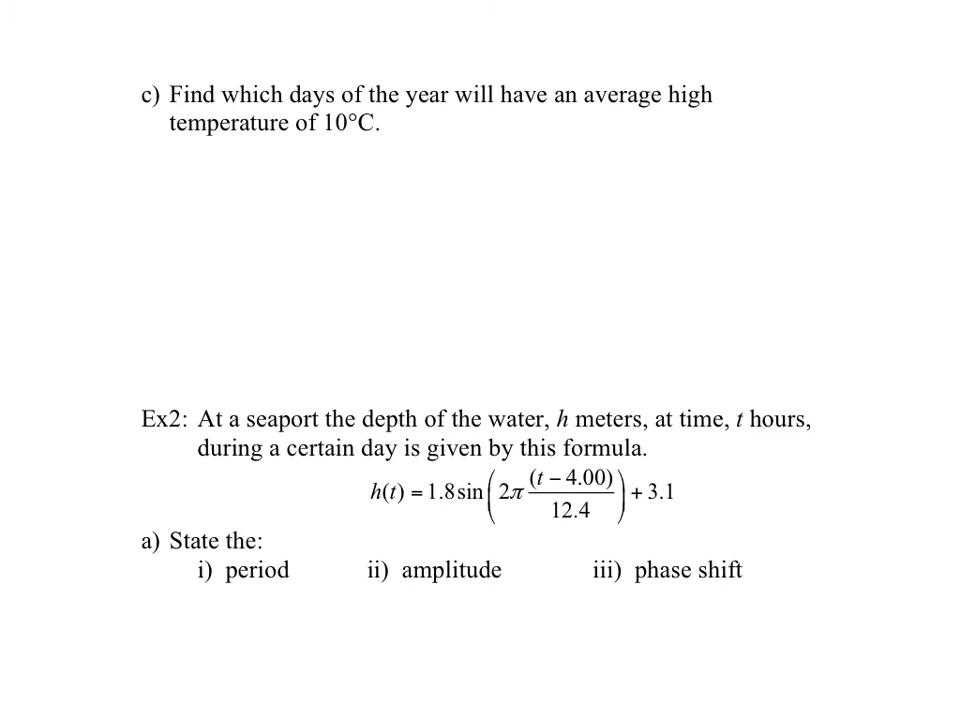 c) Find which days of the year will have an average high
temperature of 10°C.
Ex2: At a seaport the depth of the water, h meters, at time, t hours,
during a certain day is given by this formula.
h(t) = 1.8 sin(2π (t − 4.00)/12.4) + 3.1
a) State the:
i) period ii) amplitude iii) phase shift